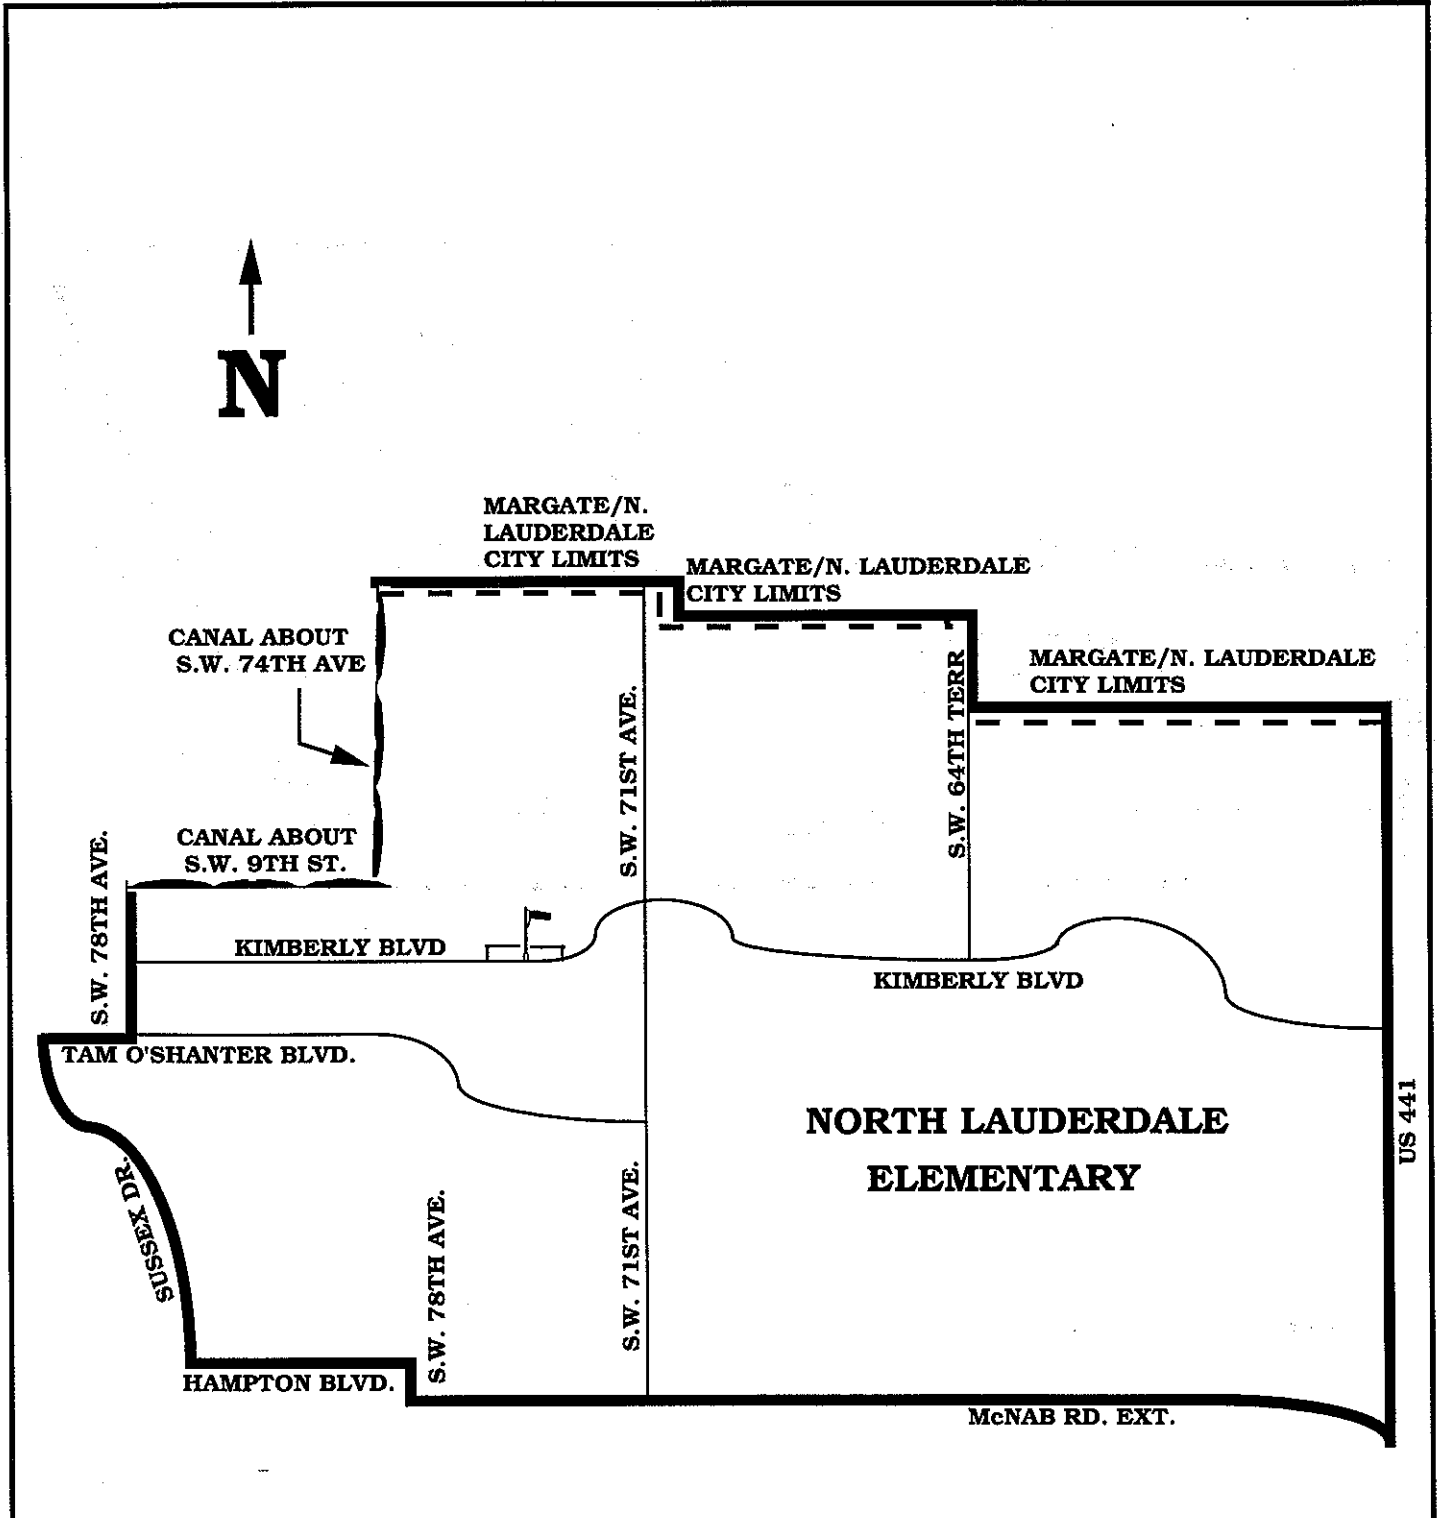 N
MARGATE/N.
LAUDERDALE
CITY LIMITS
MARGATE/N. LAUDERDALE
CITY LIMITS
CANAL ABOUT
S.W. 74TH AVE
MARGATE/N. LAUDERDALE
CITY LIMITS
S.W. 71ST AVE.
S.W. 64TH TERR
CANAL ABOUT
S.W. 9TH ST.
S.W. 78TH AVE.
KIMBERLY BLVD
KIMBERLY BLVD
TAM O'SHANTER BLVD.
NORTH LAUDERDALE
ELEMENTARY
US 441
SUSSEX DR.
S.W. 78TH AVE.
S.W. 71ST AVE.
HAMPTON BLVD.
McNAB RD. EXT.